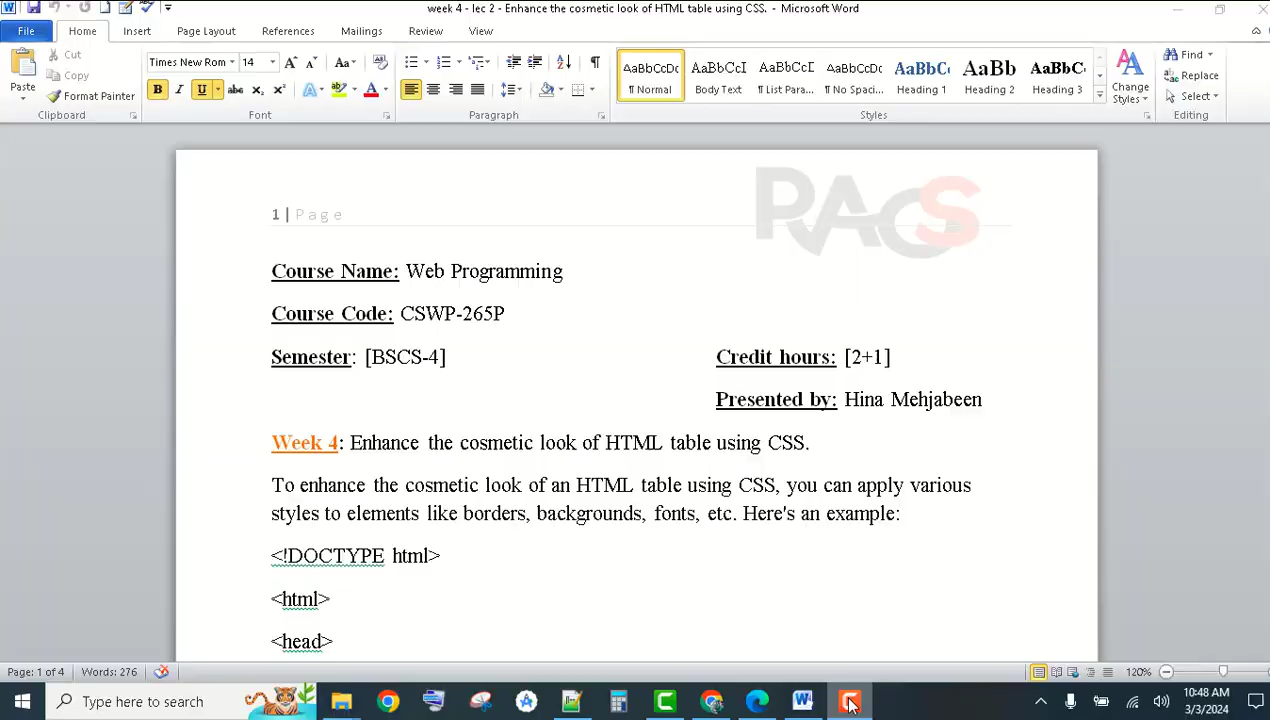 week 4 - lec 2 - Enhance the cosmetic look of HTML table using CSS. - Microsoft Word
File Home Insert Page Layout References Mailings Review View
Paste
Cut
Copy
Format Painter
Clipboard
Times New Rom 14
Font
Paragraph
AaBbCcDc AaBbCcI AaBbCcI AaBbCcDc AaBbC AaBb AaBbC
¶ Normal Body Text ¶ List Para... ¶ No Spaci... Heading 1 Heading 2 Heading 3
Change Styles
Styles
Find
Replace
Select
Editing
1 | Page
RACS
Course Name: Web Programming
Course Code: CSWP-265P
Semester: [BSCS-4] Credit hours: [2+1]
Presented by: Hina Mehjabeen
Week 4: Enhance the cosmetic look of HTML table using CSS.
To enhance the cosmetic look of an HTML table using CSS, you can apply various
styles to elements like borders, backgrounds, fonts, etc. Here's an example:
<!DOCTYPE html>
<html>
<head>
Page: 1 of 4 Words: 276 120%
Type here to search
10:48 AM
3/3/2024